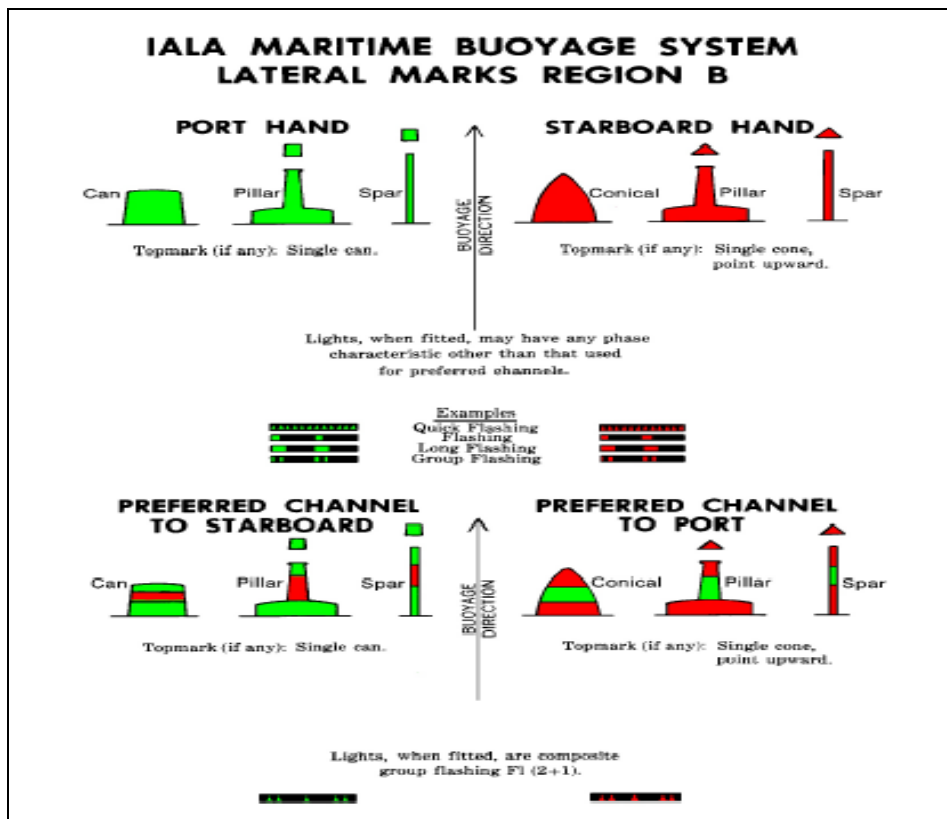 IALA MARITIME BUOYAGE SYSTEM
LATERAL MARKS REGION B
PORT HAND
Can
Pillar
Spar
Topmark (if any): Single can.
BUOYAGE
DIRECTION
STARBOARD HAND
Conical
Pillar
Spar
Topmark (if any): Single cone,
point upward.
Lights, when fitted, may have any phase
characteristic other than that used
for preferred channels.
Examples
Quick Flashing
Flashing
Long Flashing
Group Flashing
PREFERRED CHANNEL
TO STARBOARD
Can
Pillar
Spar
Topmark (if any): Single can.
BUOYAGE
DIRECTION
PREFERRED CHANNEL
TO PORT
Conical
Pillar
Spar
Topmark (if any): Single cone,
point upward.
Lights, when fitted, are composite
group flashing Fl (2+1).